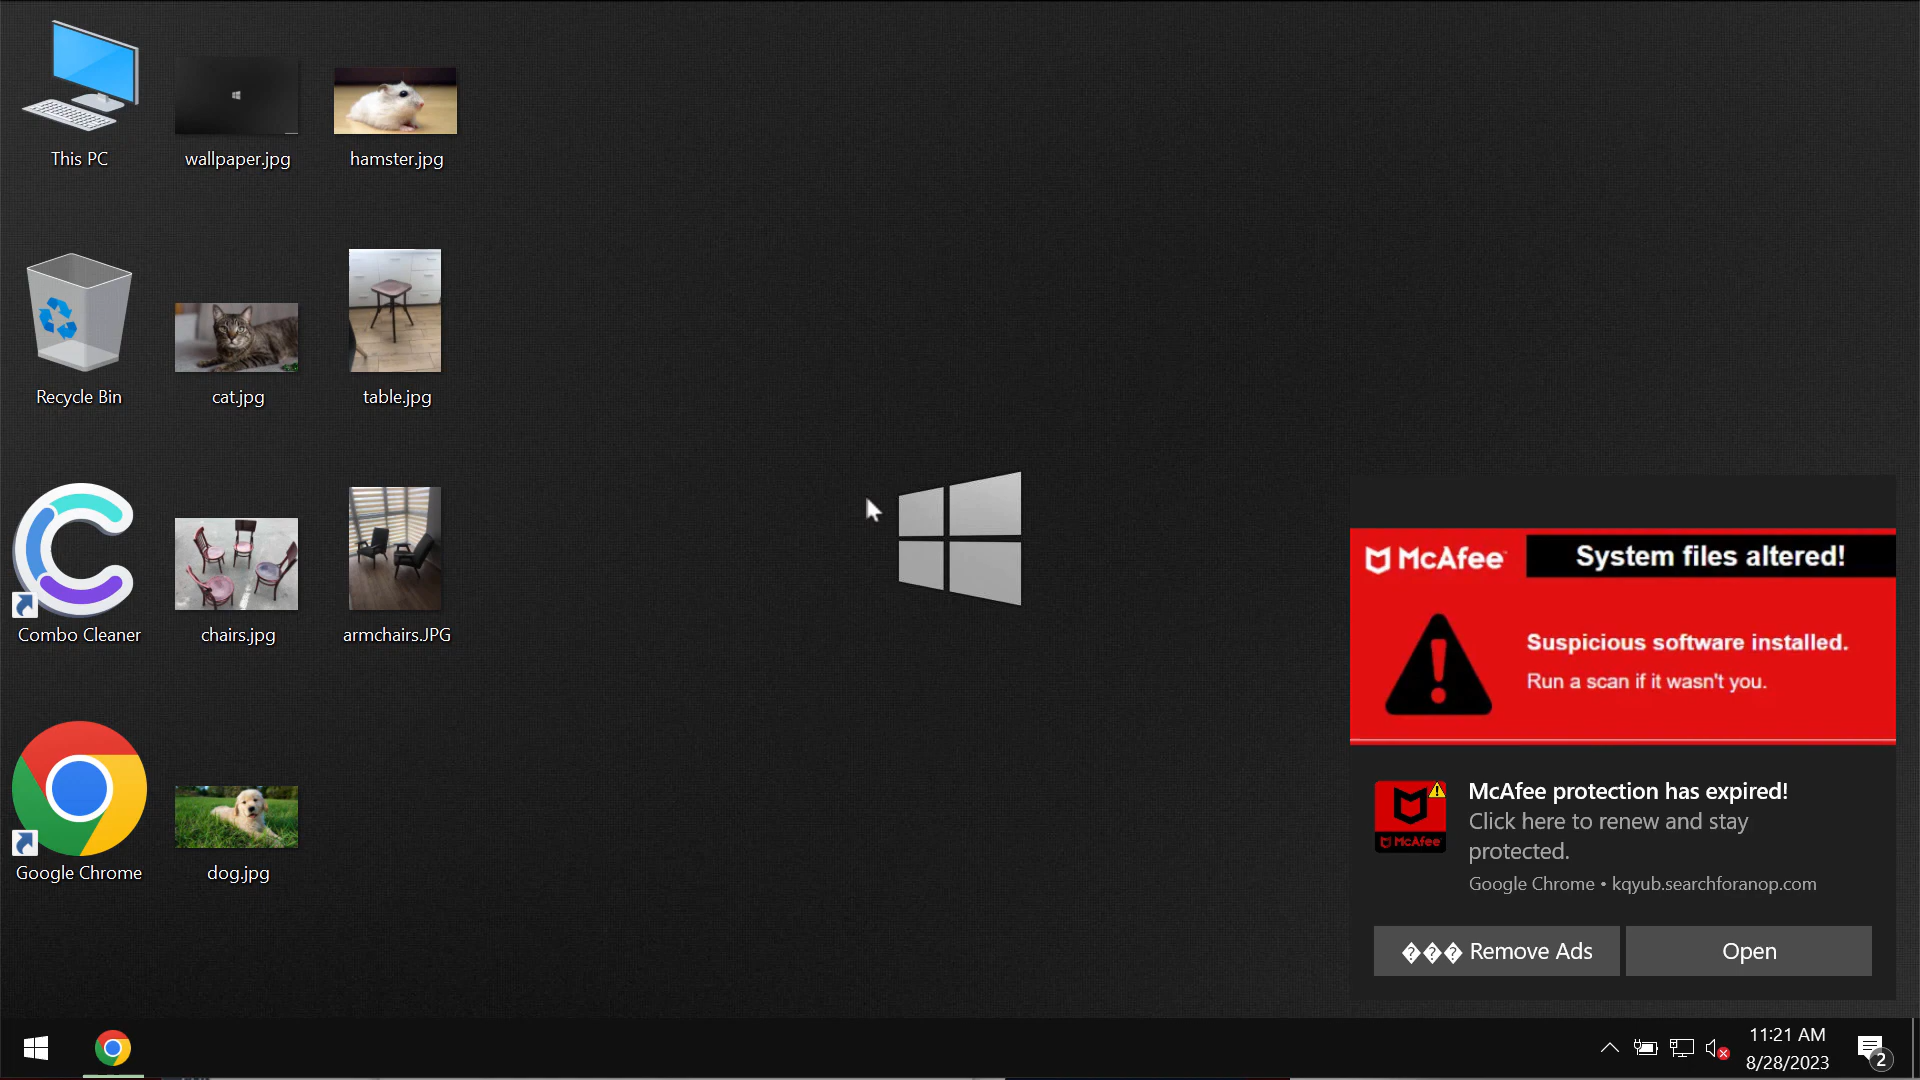 This PC
wallpaper.jpg
hamster.jpg
Recycle Bin
cat.jpg
table.jpg
Combo Cleaner
chairs.jpg
armchairs.JPG
Google Chrome
dog.jpg
McAfee
System files altered!
Suspicious software installed.
Run a scan if it wasn't you.
McAfee
McAfee protection has expired!
Click here to renew and stay
protected.
Google Chrome • kqyub.searchforanop.com
��� Remove Ads
Open
11:21 AM
8/28/2023
2